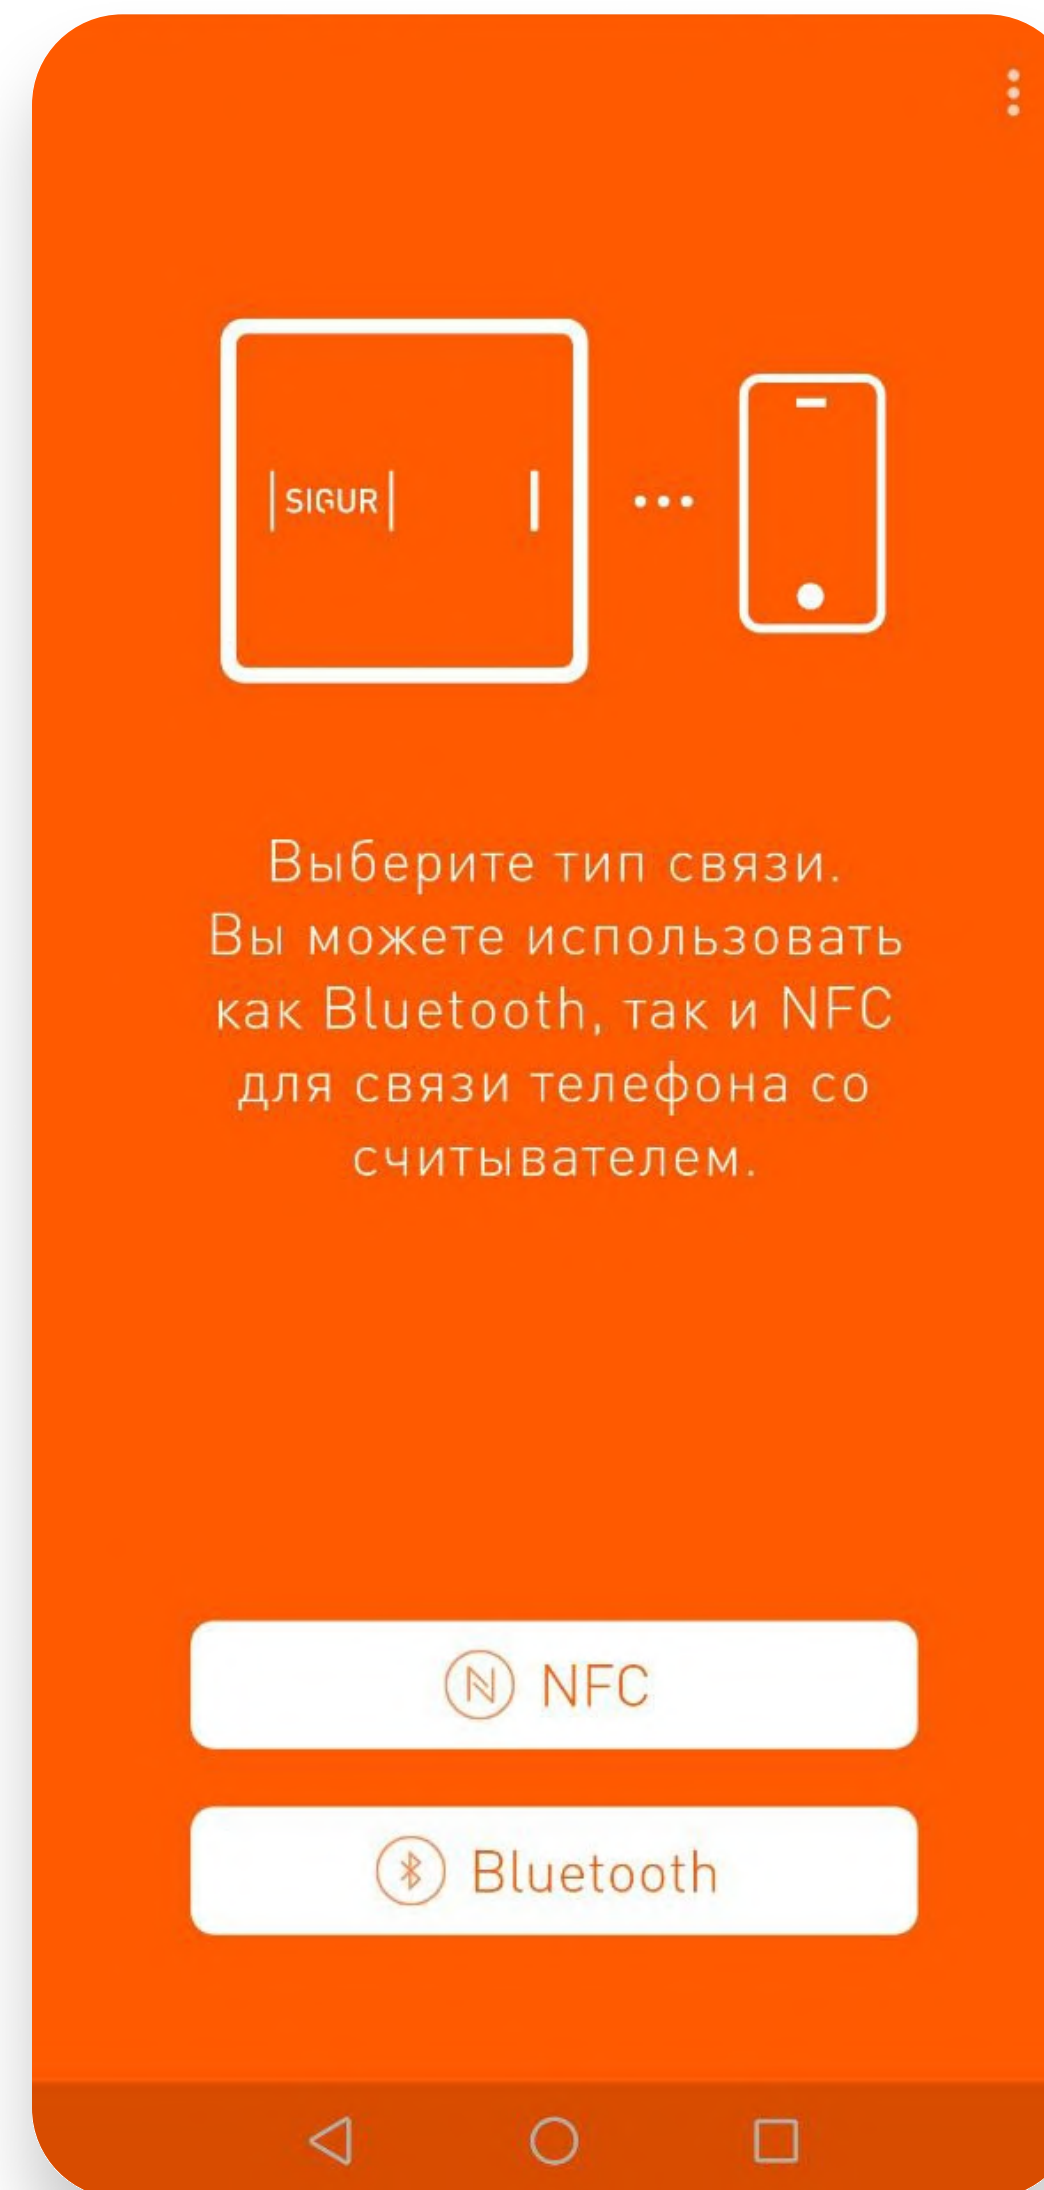 SIGUR
Выберите тип связи.
Вы можете использовать
как Bluetooth, так и NFC
для связи телефона со
считывателем.
NFC
Bluetooth